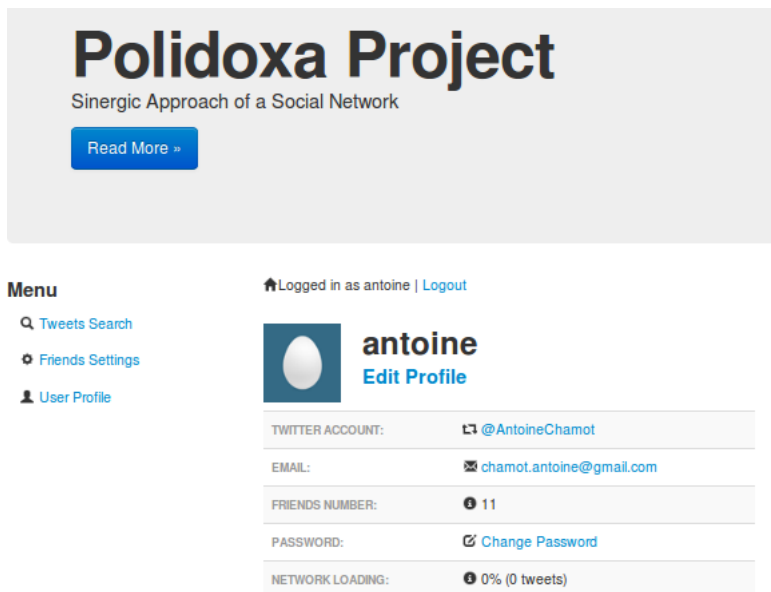 Polidoxa Project
Sinergic Approach of a Social Network
Read More »
Menu
Tweets Search
Friends Settings
User Profile
Logged in as antoine | Logout
antoine
Edit Profile
TWITTER ACCOUNT: @AntoineChamot
EMAIL: chamot.antoine@gmail.com
FRIENDS NUMBER: 11
PASSWORD: Change Password
NETWORK LOADING: 0% (0 tweets)